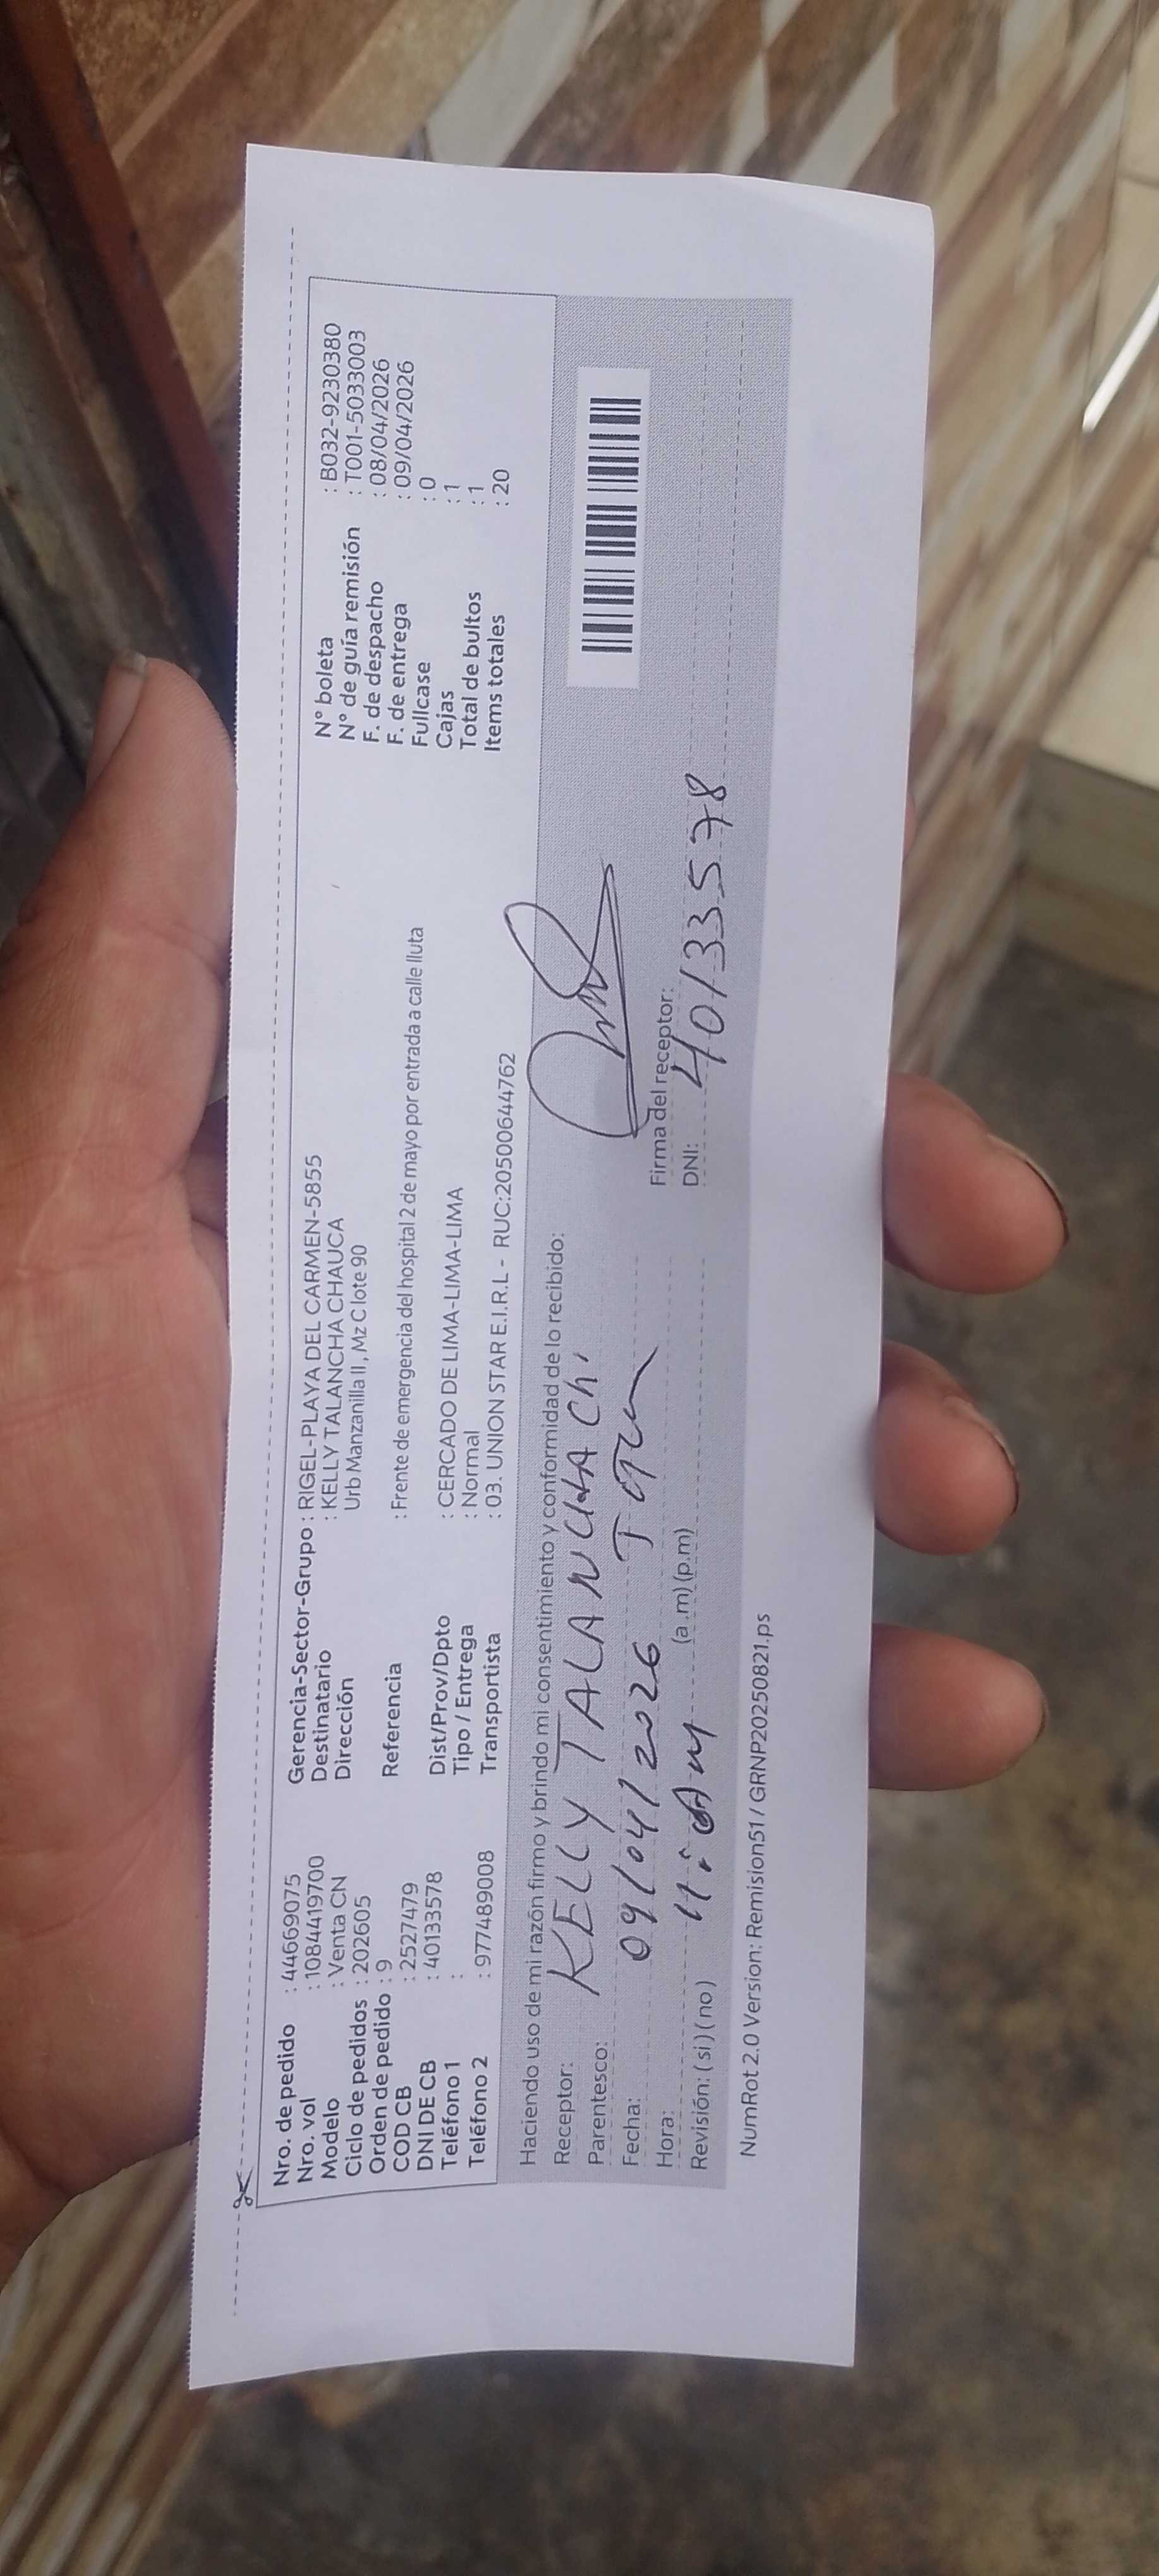 Nro. de pedido : 44669075
Nro. vol : 1084419700
Modelo : Venta CN
Ciclo de pedidos : 202605
Orden de pedido : 9
COD CB : 2527479
DNI DE CB : 40133578
Teléfono 1 :
Teléfono 2 : 977489008
Gerencia-Sector-Grupo : RIGEL-PLAYA DEL CARMEN-5855
Destinatario : KELLY TALANCHA CHAUCA
Dirección Urb Manzanilla II, Mz C lote 90
Referencia : Frente de emergencia del hospital 2 de mayo por entrada a calle lluta
Dist/Prov/Dpto : CERCADO DE LIMA-LIMA-LIMA
Tipo / Entrega : Normal
Transportista : 03. UNION STAR E.I.R.L - RUC:20500644762
N° boleta : B032-9230380
N° de guía remisión : T001-5033003
F. de despacho : 08/04/2026
F. de entrega : 09/04/2026
Fullcase : 0
Cajas : 1
Total de bultos : 1
Items totales : 20
Haciendo uso de mi razón firmo y brindo mi consentimiento y conformidad de lo recibido:
Receptor: KELLY TALANCHA Ch.
Parentesco:
Fecha: 09/04/2026
Hora: (a.m) (p.m)
Revisión: ( si ) ( no )
Firma del receptor:
DNI: 40133578
NumRot 2.0 Version: Remision51 / GRNP20250821.ps